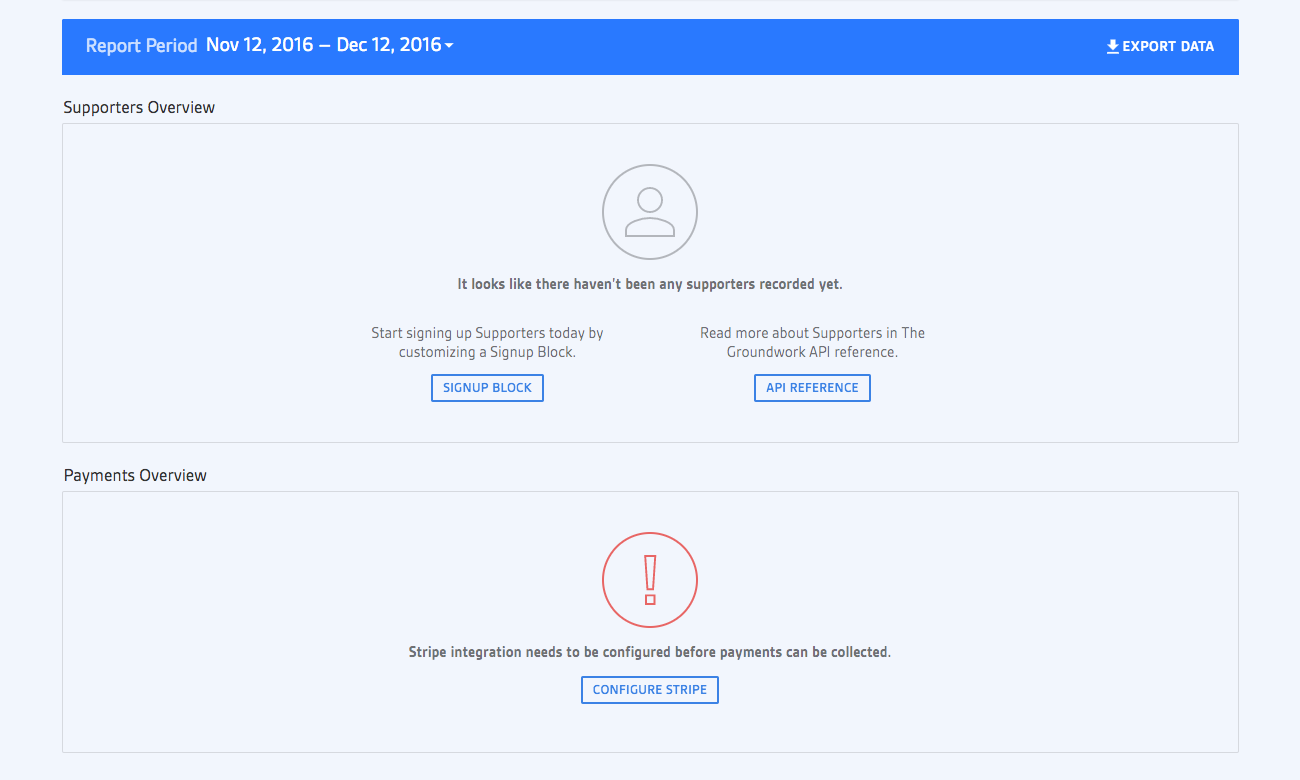 Report Period Nov 12, 2016 – Dec 12, 2016
EXPORT DATA
Supporters Overview
It looks like there haven't been any supporters recorded yet.
Start signing up Supporters today by
customizing a Signup Block.
SIGNUP BLOCK
Read more about Supporters in The
Groundwork API reference.
API REFERENCE
Payments Overview
Stripe integration needs to be configured before payments can be collected.
CONFIGURE STRIPE